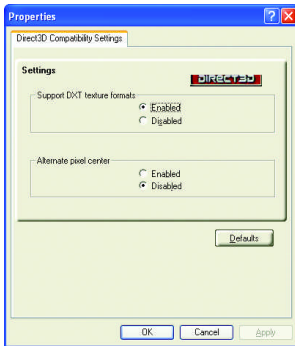 Properties
Direct3D Compatibility Settings
Settings
DIRECT3D
Support DXT texture formats
Enabled
Disabled
Alternate pixel center
Enabled
Disabled
Defaults
OK
Cancel
Apply